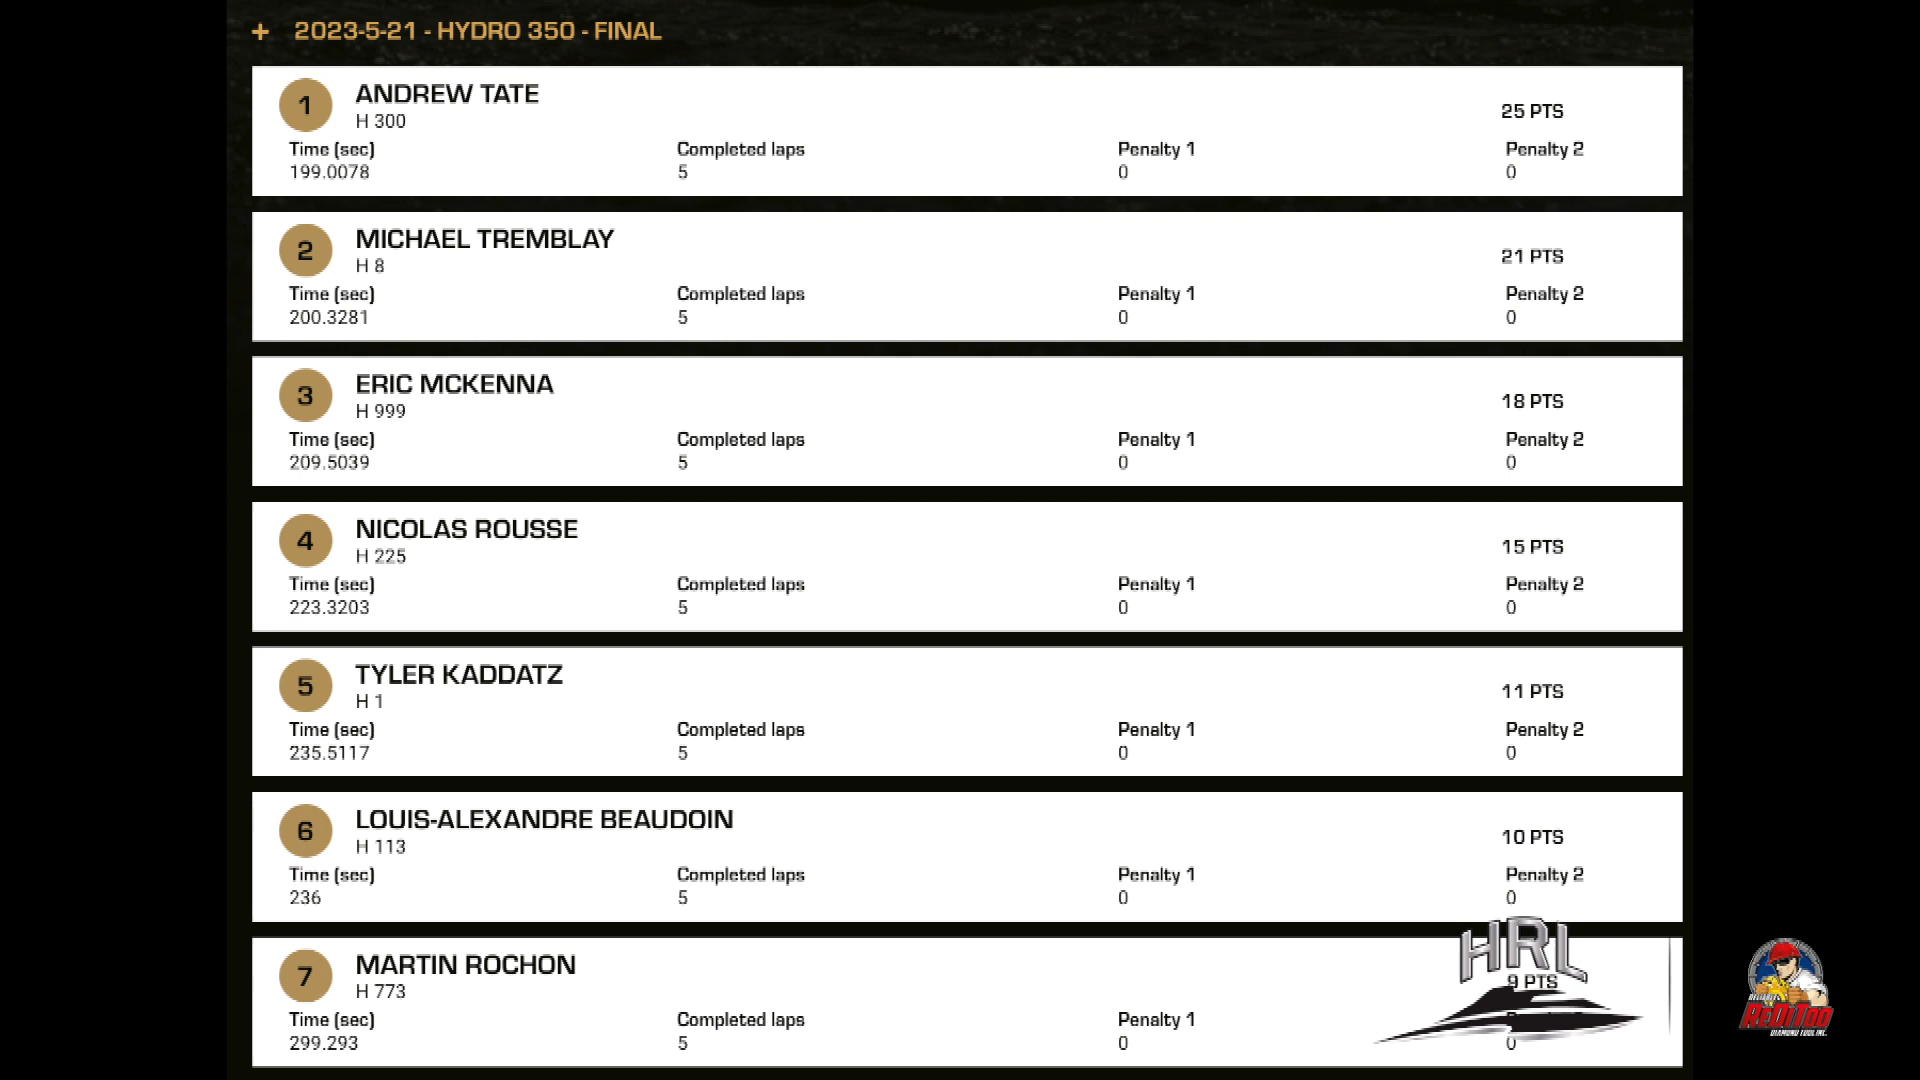 + 2023-5-21 - HYDRO 350 - FINAL
1 ANDREW TATE
H 300
25 PTS
Time (sec) Completed laps Penalty 1 Penalty 2
199.0078 5 0 0
2 MICHAEL TREMBLAY
H 8
21 PTS
Time (sec) Completed laps Penalty 1 Penalty 2
200.3281 5 0 0
3 ERIC MCKENNA
H 999
18 PTS
Time (sec) Completed laps Penalty 1 Penalty 2
209.5039 5 0 0
4 NICOLAS ROUSSE
H 225
15 PTS
Time (sec) Completed laps Penalty 1 Penalty 2
223.3203 5 0 0
5 TYLER KADDATZ
H 1
11 PTS
Time (sec) Completed laps Penalty 1 Penalty 2
235.5117 5 0 0
6 LOUIS-ALEXANDRE BEAUDOIN
H 113
10 PTS
Time (sec) Completed laps Penalty 1 Penalty 2
236 5 0 0
7 MARTIN ROCHON
H 773
HRL
9 PTS
Time (sec) Completed laps Penalty 1
299.293 5 0 0
DIAMOND TOOL INC.